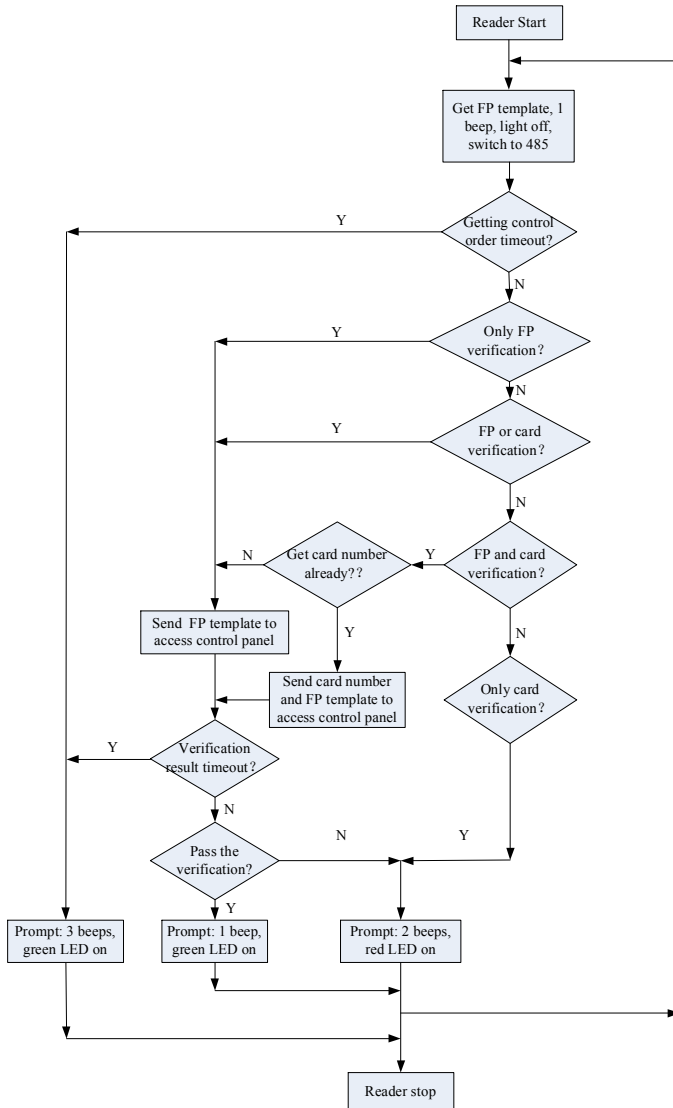 Reader Start
Get FP template, 1
beep, light off,
switch to 485
Y
Getting control
order timeout?
N
Y
Only FP
verification?
N
Y
FP or card
verification?
N
N
Get card number
already??
Y
FP and card
verification?
Send FP template to
access control panel
Y
N
Send card number
and FP template to
access control panel
Only card
verification?
Y
Verification
result timeout?
N
Pass the
verification?
N
Y
Y
Prompt: 3 beeps,
green LED on
Prompt: 1 beep,
green LED on
Prompt: 2 beeps,
red LED on
Reader stop